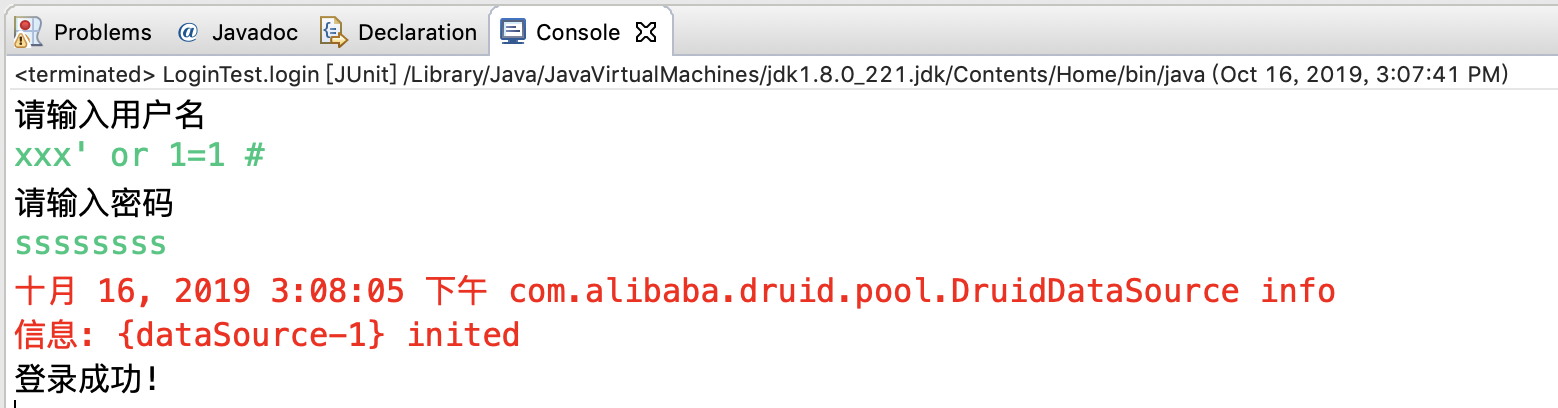 Problems @ Javadoc Declaration Console
<terminated> LoginTest.login [JUnit] /Library/Java/JavaVirtualMachines/jdk1.8.0_221.jdk/Contents/Home/bin/java (Oct 16, 2019, 3:07:41 PM)
请输入用户名
xxx' or 1=1 #
请输入密码
ssssssss
十月 16, 2019 3:08:05 下午 com.alibaba.druid.pool.DruidDataSource info
信息: {dataSource-1} inited
登录成功!